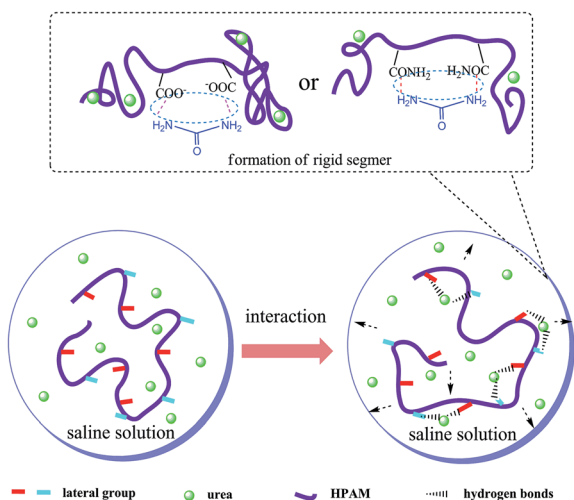 COO⁻ ⁻OOC
H₂N NH₂
O
or
CONH₂ H₂NOC
H₂N NH₂
O
formation of rigid segmer
interaction
saline solution
saline solution
lateral group urea HPAM hydrogen bonds